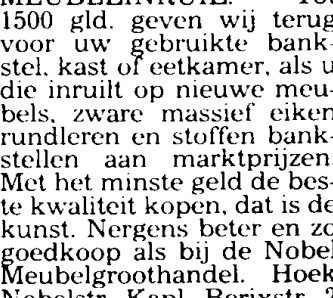 MEUBELINRUIL. Tot
1500 gld. geven wij terug
voor uw gebruikte bank-
stel, kast of eetkamer, als u
die inruilt op nieuwe meu-
bels, zware massief eiken
rundleren en stoffen bank-
stellen aan marktprijzen.
Met het minste geld de bes-
te kwaliteit kopen, dat is de
kunst. Nergens beter en zo
goedkoop als bij de Nobel
Meubelgroothandel. Hoek
Nobelstr. Kapl.